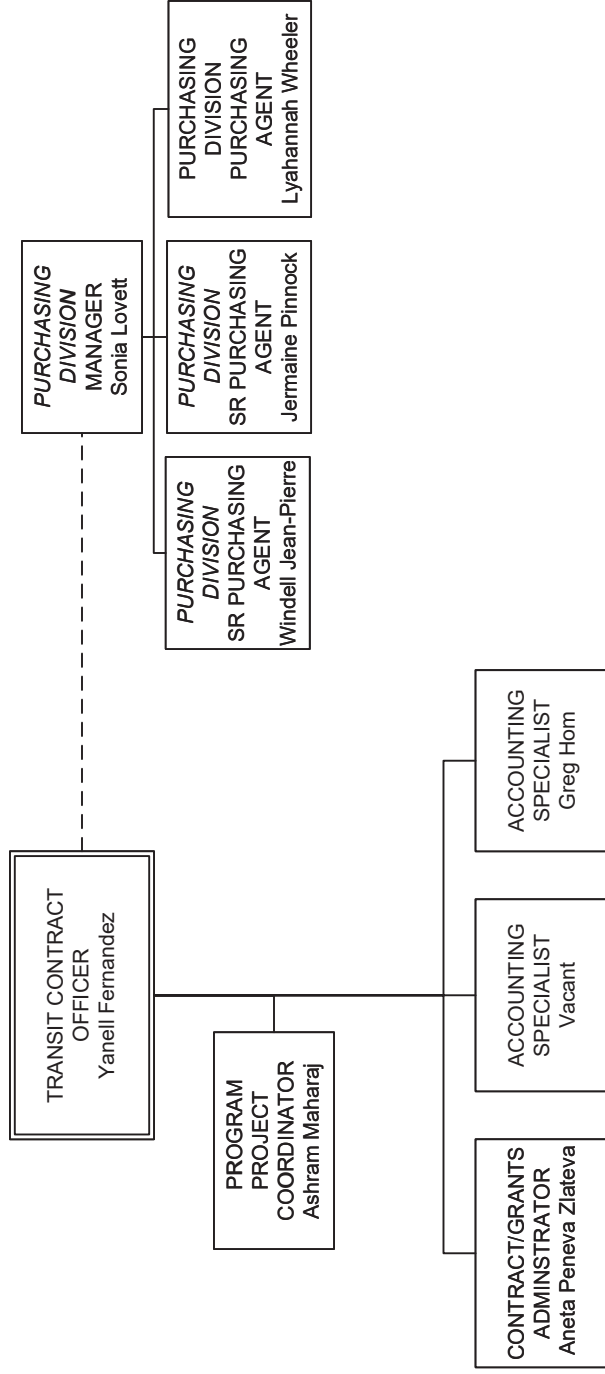 TRANSIT CONTRACT
OFFICER
Yanell Fernandez
PURCHASING
DIVISION
MANAGER
Sonia Lovett
PURCHASING
DIVISION
SR PURCHASING
AGENT
Windell Jean-Pierre
PURCHASING
DIVISION
SR PURCHASING
AGENT
Jermaine Pinnock
PURCHASING
DIVISION
PURCHASING
AGENT
Lyahannah Wheeler
PROGRAM
PROJECT
COORDINATOR
Ashram Maharaj
CONTRACT/GRANTS
ADMINSTRATOR
Aneta Peneva Zlateva
ACCOUNTING
SPECIALIST
Vacant
ACCOUNTING
SPECIALIST
Greg Hom